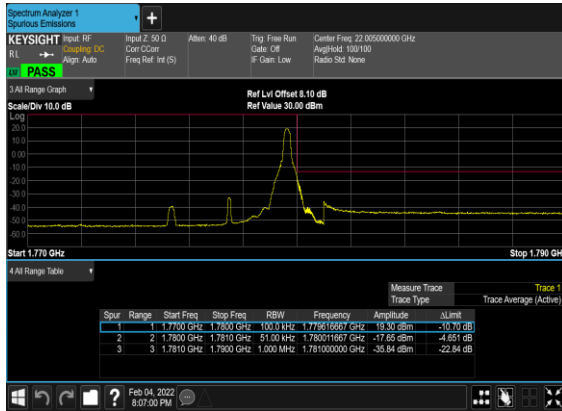 Spectrum Analyzer 1
Spurious Emissions
KEYSIGHT Input: RF Input Z: 50 Ω Atten: 40 dB Trig: Free Run Center Freq: 22.005000000 GHz
RL Coupling: DC Corr CCorr Gate: Off Avg|Hold: 100/100
Align: Auto Freq Ref: Int (S) IF Gain: Low Radio Std: None
PASS
3 All Range Graph
Ref Lvl Offset 8.10 dB
Scale/Div 10.0 dB Ref Value 30.00 dBm
Log
20.0
10.0
0.00
-10.0
-20.0
-30.0
-40.0
-50.0
-60.0
Start 1.770 GHz Stop 1.790 GH
4 All Range Table
Measure Trace Trace 1
Trace Type Trace Average (Active)
Spur Range Start Freq Stop Freq RBW Frequency Amplitude ΔLimit
1 1 1.7700 GHz 1.7800 GHz 100.0 kHz 1.779616667 GHz 19.30 dBm -10.70 dB
2 2 1.7800 GHz 1.7810 GHz 51.00 kHz 1.780011667 GHz -17.65 dBm -4.651 dB
3 3 1.7810 GHz 1.7900 GHz 1.000 MHz 1.781000000 GHz -35.84 dBm -22.84 dB
? Feb 04, 2022
8:07:00 PM